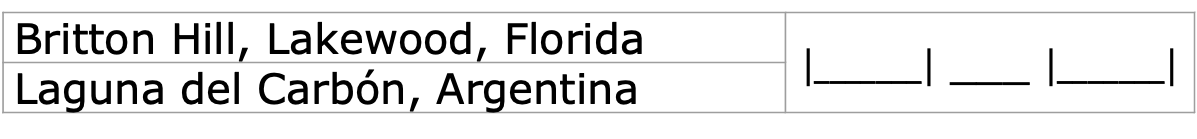 Britton Hill, Lakewood, Florida
Laguna del Carbón, Argentina
|_____| ___ |_____|